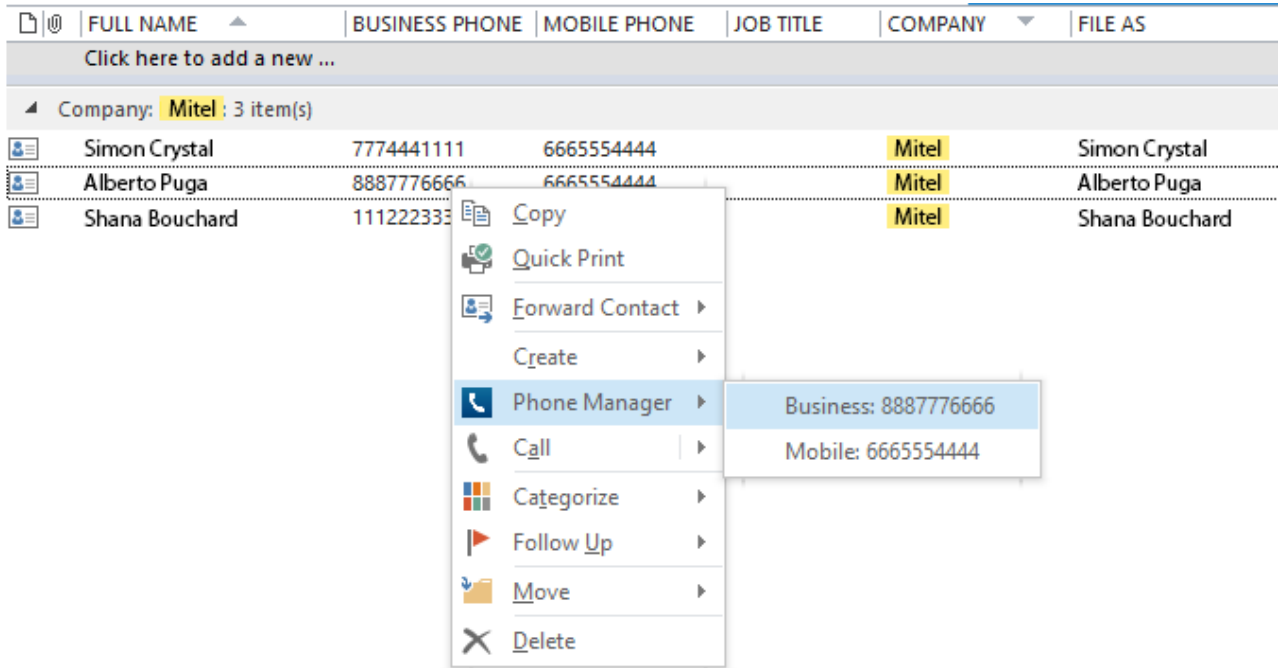 FULL NAME BUSINESS PHONE MOBILE PHONE JOB TITLE COMPANY FILE AS
Click here to add a new ...
Company: Mitel : 3 item(s)
Simon Crystal 7774441111 6665554444 Mitel Simon Crystal
Alberto Puga 8887776666 6665554444 Mitel Alberto Puga
Shana Bouchard 111222333 Mitel Shana Bouchard
Copy
Quick Print
Forward Contact
Create
Phone Manager
Business: 8887776666
Call
Mobile: 6665554444
Categorize
Follow Up
Move
Delete